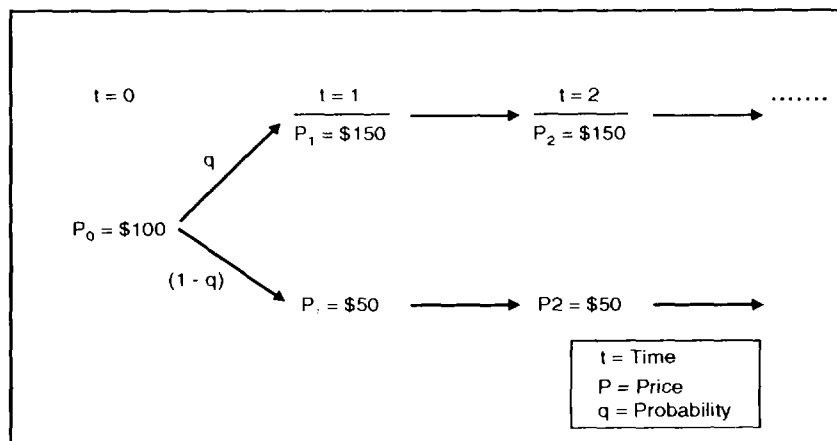 t = 0
t = 1
t = 2
.......
P₁ = $150
P₂ = $150
q
P₀ = $100
(1 - q)
P, = $50
P2 = $50
t = Time
P = Price
q = Probability